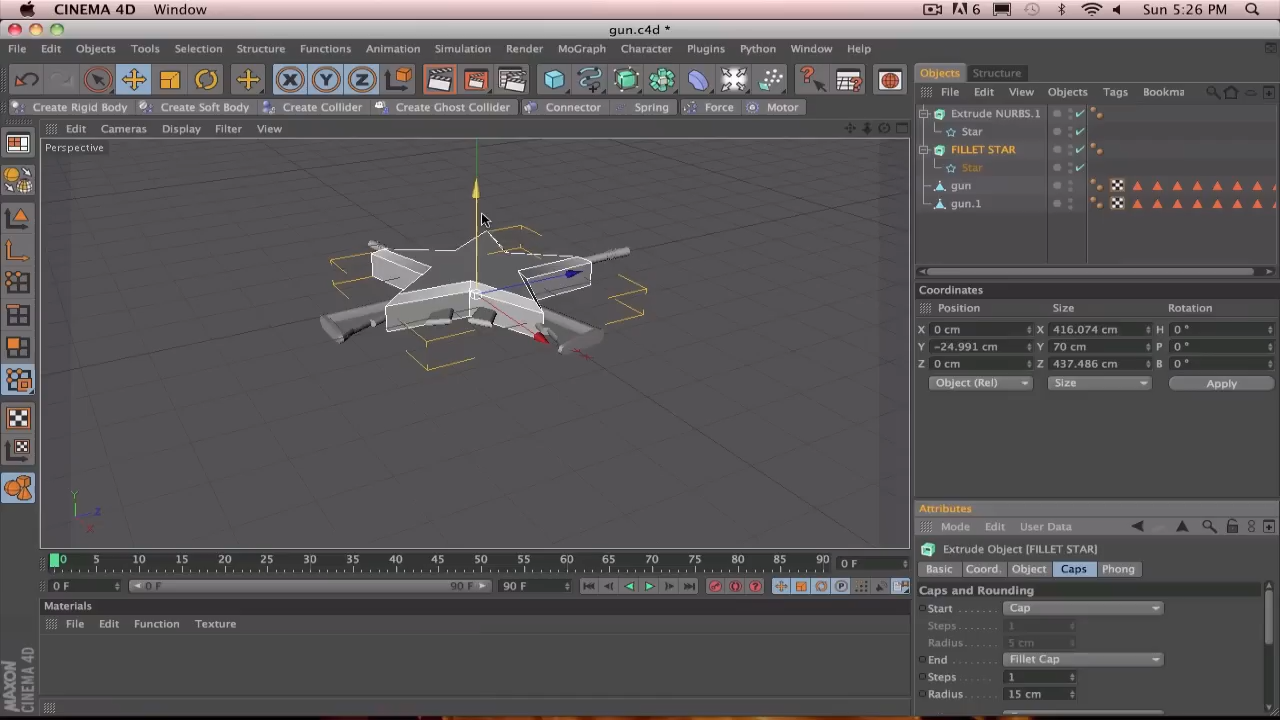 CINEMA 4D Window 6 Sun 5:26 PM
gun.c4d *
File Edit Objects Tools Selection Structure Functions Animation Simulation Render MoGraph Character Plugins Python Window Help
X Y Z
Create Rigid Body Create Soft Body Create Collider Create Ghost Collider Connector Spring Force Motor
Edit Cameras Display Filter View
Perspective
Y
Z
X
0 5 10 15 20 25 30 35 40 45 50 55 60 65 70 75 80 85 90 0 F
0 F 0 F 90 F 90 F
Materials
File Edit Function Texture
MAXON
CINEMA 4D
Objects Structure
File Edit View Objects Tags Bookma
Extrude NURBS.1
Star
FILLET STAR
Star
gun
gun.1
Coordinates
Position Size Rotation
X 0 cm X 416.074 cm H 0 °
Y -24.991 cm Y 70 cm P 0 °
Z 0 cm Z 437.486 cm B 0 °
Object (Rel) Size Apply
Attributes
Mode Edit User Data
Extrude Object [FILLET STAR]
Basic Coord. Object Caps Phong
Caps and Rounding
Start Cap
Steps 1
Radius 5 cm
End Fillet Cap
Steps 1
Radius 15 cm